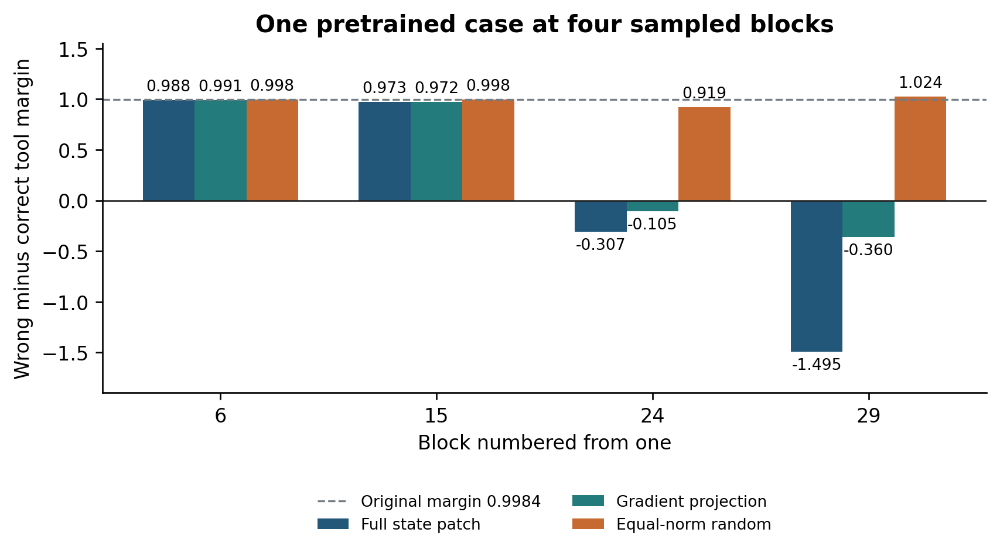 One pretrained case at four sampled blocks
Wrong minus correct tool margin
1.5
1.0
0.5
0.0
−0.5
−1.0
−1.5
0.988 0.991 0.998
0.973 0.972 0.998
-0.307 -0.105 0.919
-1.495 -0.360 1.024
6 15 24 29
Block numbered from one
Original margin 0.9984
Full state patch
Gradient projection
Equal-norm random